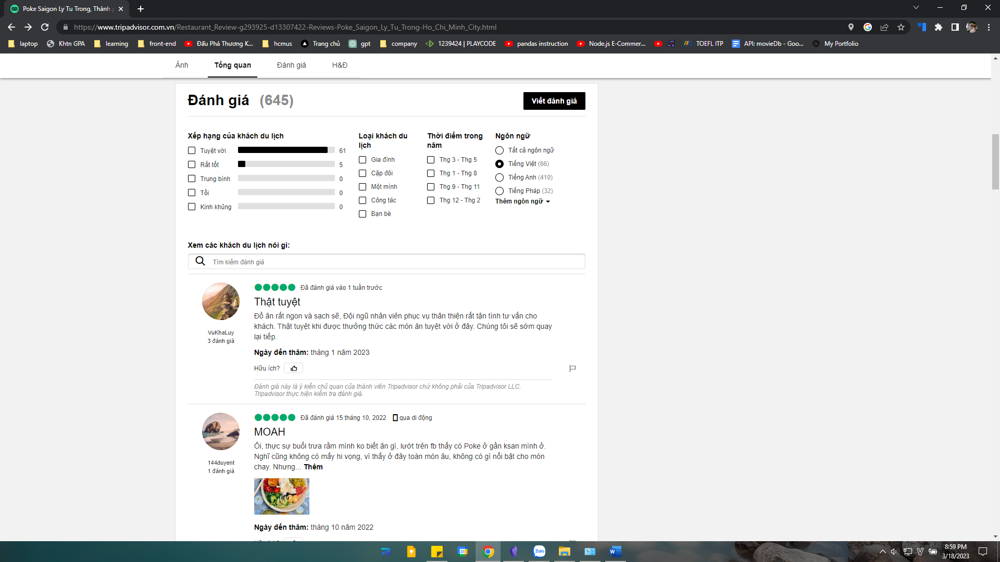 Poke Saigon Ly Tu Trong, Thành
https://www.tripadvisor.com.vn/Restaurant_Review-g293925-d13307422-Reviews-Poke_Saigon_Ly_Tu_Trong-Ho_Chi_Minh_City.html
laptop Khtn GPA learning front-end Đấu Phá Thương K... hcmus Trang chủ gpt company 1239424 | PLAYCODE pandas instruction Node.js E-Commer... TOEFL ITP API: movieDb - Goo... My Portfolio
Ảnh Tổng quan Đánh giá H&Đ
Đánh giá (645) Viết đánh giá
Xếp hạng của khách du lịch
Tuyệt vời 61
Rất tốt 5
Trung bình 0
Tồi 0
Kinh khủng 0
Loại khách du
lịch
Gia đình
Cặp đôi
Một mình
Công tác
Bạn bè
Thời điểm trong
năm
Thg 3 - Thg 5
Thg 1 - Thg 8
Thg 9 - Thg 11
Thg 12 - Thg 2
Ngôn ngữ
Tất cả ngôn ngữ
Tiếng Việt (66)
Tiếng Anh (410)
Tiếng Pháp (32)
Thêm ngôn ngữ
Xem các khách du lịch nói gì:
Tìm kiếm đánh giá
VuKhaLuy
3 đánh giá
Đã đánh giá vào 1 tuần trước
Thật tuyệt
Đồ ăn rất ngon và sạch sẽ, Đội ngũ nhân viên phục vụ thân thiện rất tận tình tư vấn cho
khách. Thật tuyệt khi được thưởng thức các món ăn tuyệt vời ở đây. Chúng tôi sẽ sớm quay
lại tiếp.
Ngày đến thăm: tháng 1 năm 2023
Hữu ích?
Đánh giá này là ý kiến chủ quan của thành viên Tripadvisor chứ không phải của Tripadvisor LLC.
Tripadvisor thực hiện kiểm tra đánh giá.
144duyent
1 đánh giá
Đã đánh giá 15 tháng 10, 2022 qua di động
MOAH
Ôi, thực sự buổi trưa rằm mình ko biết ăn gì, lướt trên fb thấy có Poke ở gần ksan mình ở.
Nghĩ cũng không có mấy hi vọng, vì thấy ở đây toàn món âu, không có gì nổi bật cho món
chay. Nhưng... Thêm
Ngày đến thăm: tháng 10 năm 2022
31
Zalo
W
V
8:59 PM
3/18/2023